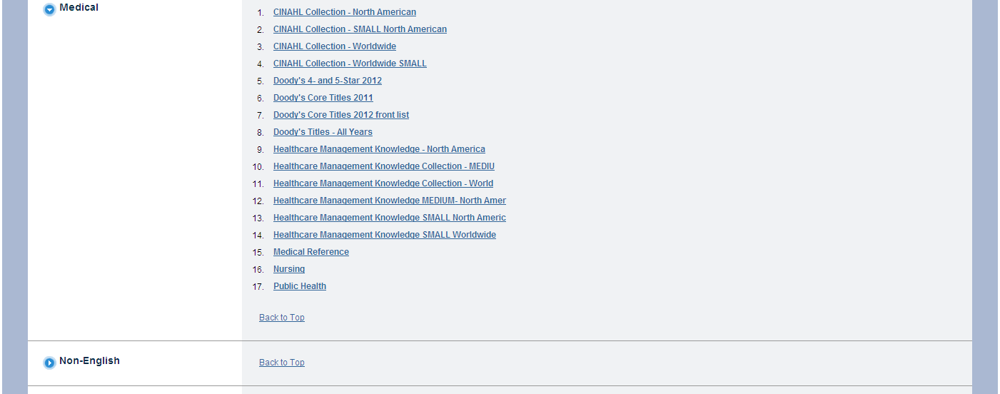 Medical
1. CINAHL Collection - North American
2. CINAHL Collection - SMALL North American
3. CINAHL Collection - Worldwide
4. CINAHL Collection - Worldwide SMALL
5. Doody's 4- and 5-Star 2012
6. Doody's Core Titles 2011
7. Doody's Core Titles 2012 front list
8. Doody's Titles - All Years
9. Healthcare Management Knowledge - North America
10. Healthcare Management Knowledge Collection - MEDIU
11. Healthcare Management Knowledge Collection - World
12. Healthcare Management Knowledge MEDIUM- North Amer
13. Healthcare Management Knowledge SMALL North Americ
14. Healthcare Management Knowledge SMALL Worldwide
15. Medical Reference
16. Nursing
17. Public Health
Back to Top
Non-English
Back to Top